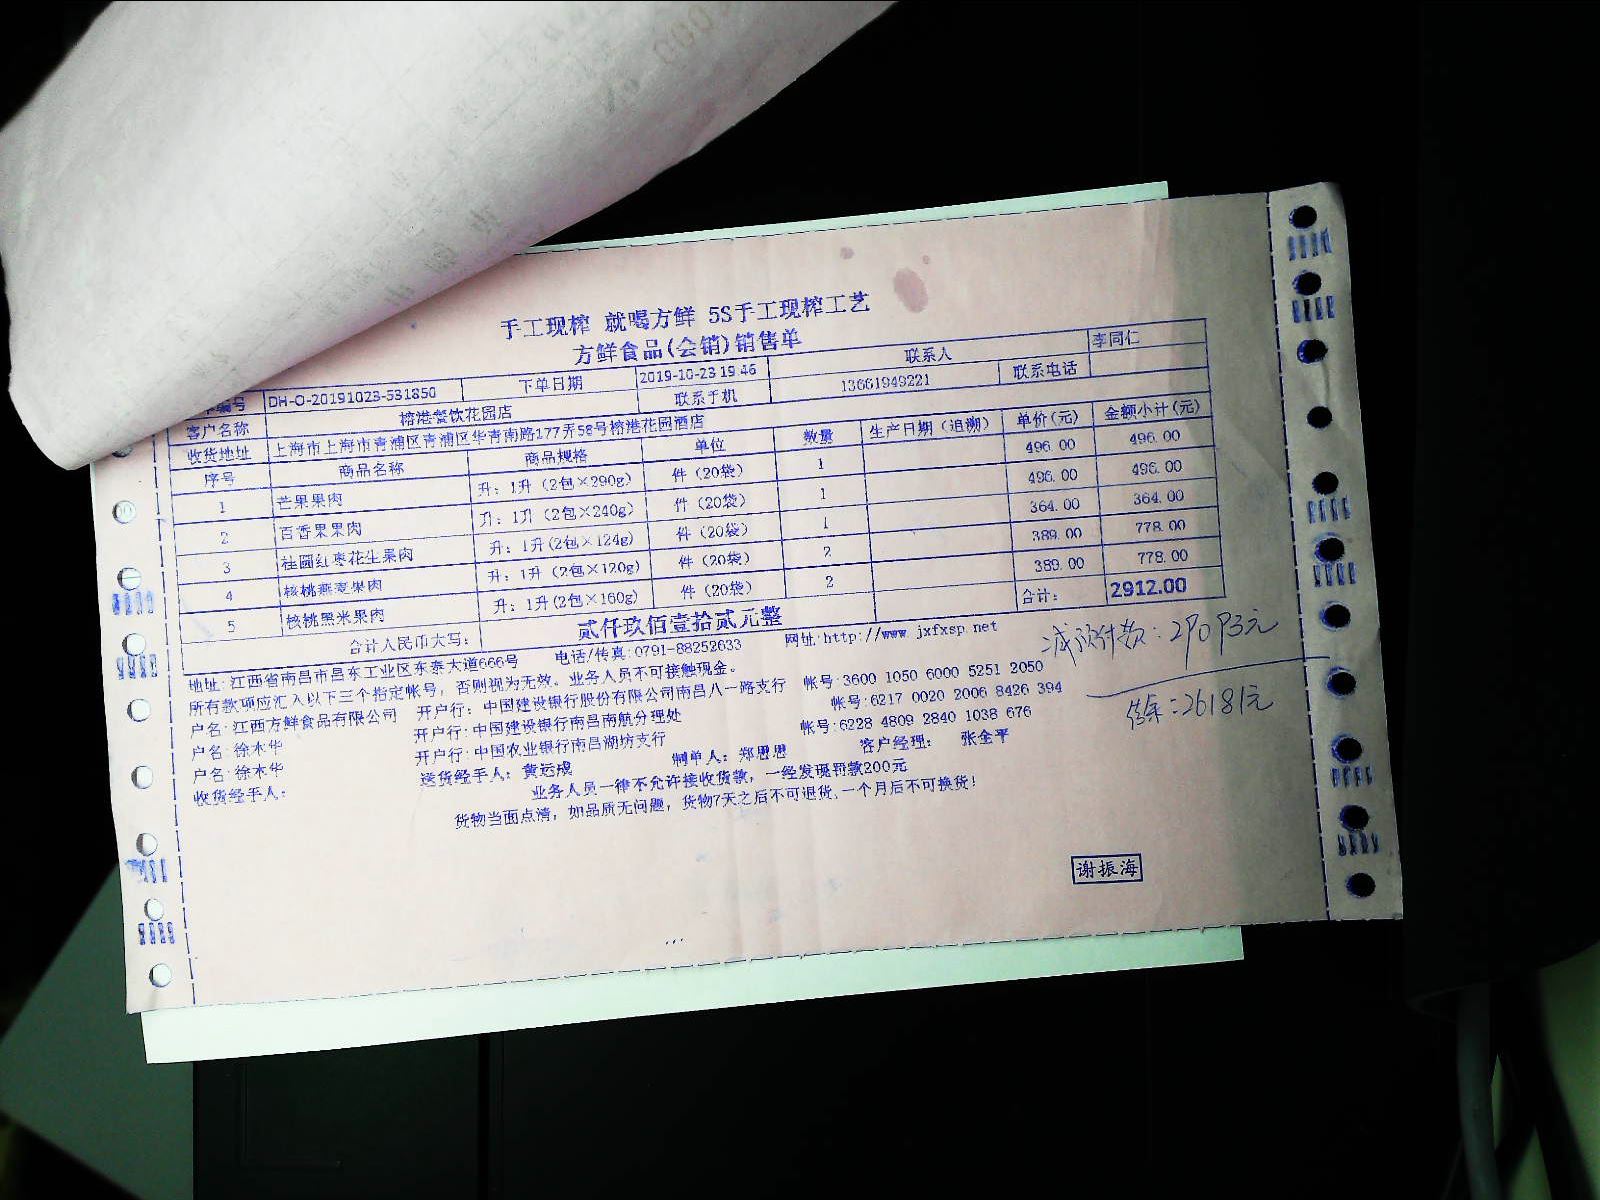 手工现榨 就喝方鲜 5S手工现榨工艺
方鲜食品(会销)销售单
编号 DH-O-20191023-531850 下单日期 2019-10-23 19:46 联系人 李同仁
客户名称 榕港餐饮花园店 联系手机 13661949221 联系电话
收货地址 上海市上海市青浦区青浦区华青南路177弄58号榕港花园酒店
序号 商品名称 商品规格 单位 数量 生产日期（追溯） 单价(元) 金额小计(元)
1 芒果果肉 升：1升（2包×290g） 件（20袋） 1 496.00 496.00
2 百香果果肉 升：1升（2包×240g） 件（20袋） 1 496.00 496.00
3 桂圆红枣花生果肉 升：1升(2包×124g) 件（20袋） 1 364.00 364.00
4 核桃燕麦果肉 升：1升（2包×120g） 件（20袋） 2 389.00 778.00
5 核桃黑米果肉 升：1升(2包×160g) 件（20袋） 2 389.00 778.00
合计人民币大写： 贰仟玖佰壹拾贰元整 合计： 2912.00
地址:江西省南昌市昌东工业区东泰大道666号 电话/传真:0791-88252633 网址:http://www.jxfxsp.net
所有款项应汇入以下三个指定帐号，否则视为无效。业务人员不可接触现金。
户名:江西方鲜食品有限公司 开户行:中国建设银行股份有限公司南昌八一路支行 帐号:3600 1050 6000 5251 2050
户名:徐木华 开户行:中国建设银行南昌南航分理处 帐号:6217 0020 2006 8426 394
户名:徐木华 开户行:中国农业银行南昌湖坊支行 帐号:6228 4809 2840 1038 676
收货经手人： 送货经手人：黄运成 制单人：郑思思 客户经理： 张全平
业务人员一律不允许接收货款，一经发现罚款200元
货物当面点清，如品质无问题，货物7天之后不可退货,一个月后不可换货！
减预付款：29093元
结余：26181元
谢振海